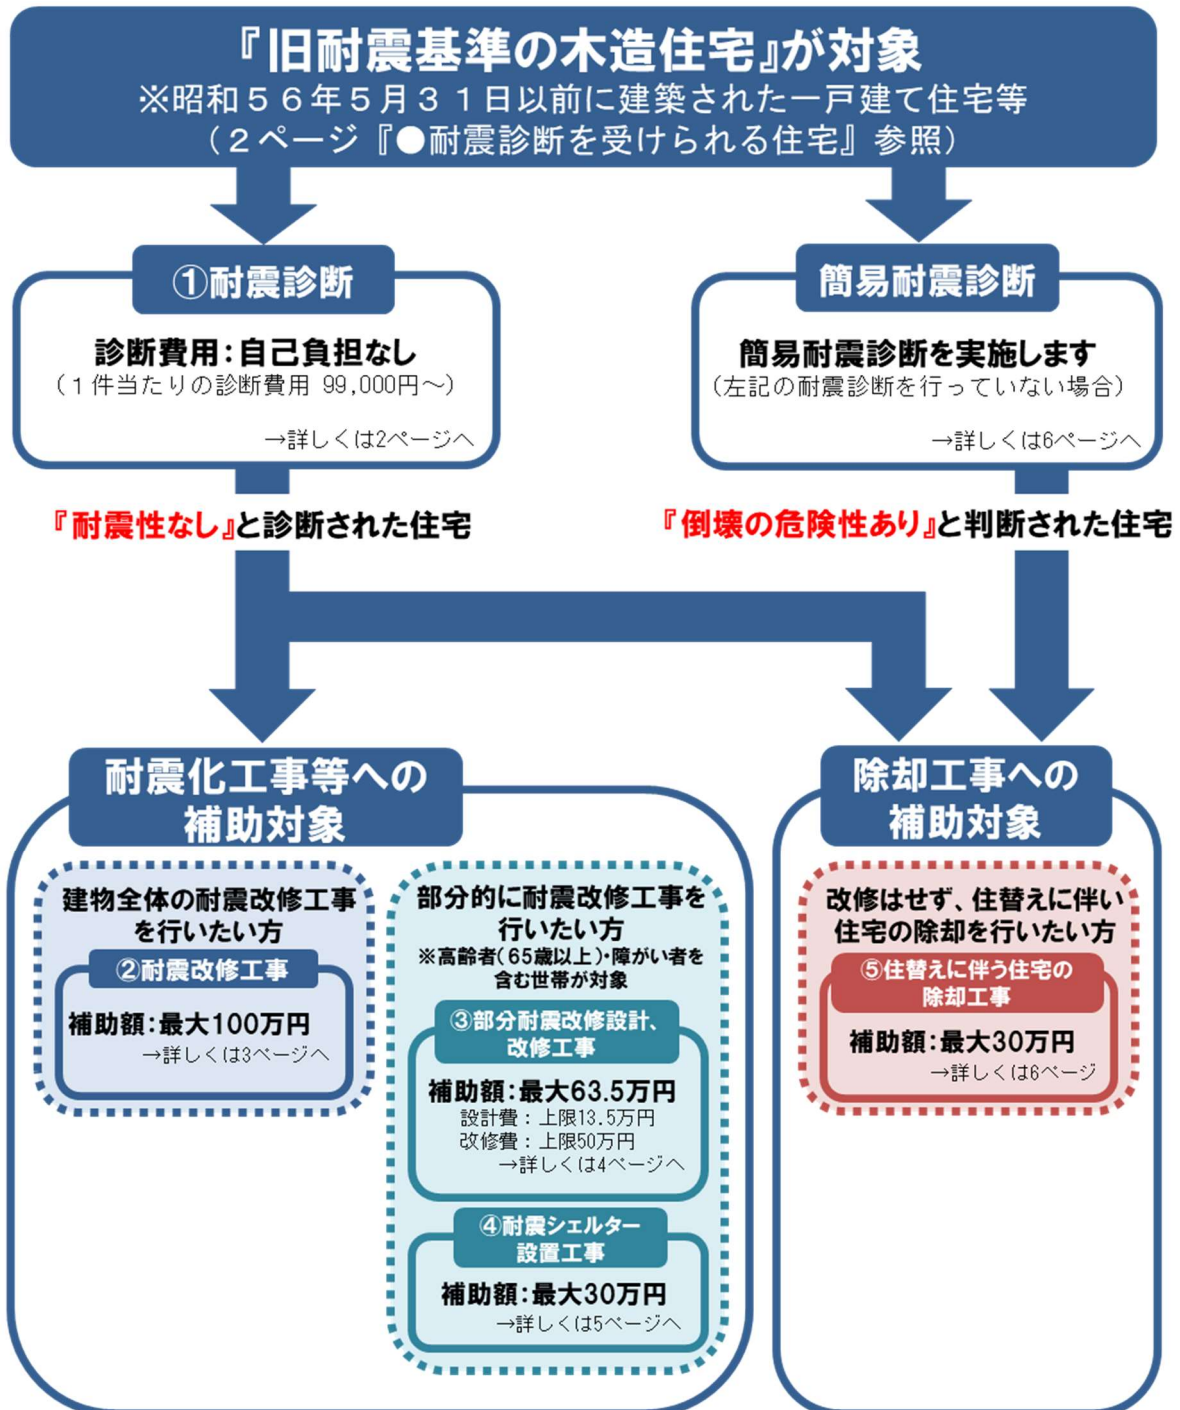 『旧耐震基準の木造住宅』が対象
※昭和５６年５月３１日以前に建築された一戸建て住宅等
（２ページ『●耐震診断を受けられる住宅』参照）
①耐震診断
診断費用：自己負担なし
（１件当たりの診断費用 99,000円～）
→詳しくは2ページへ
簡易耐震診断
簡易耐震診断を実施します
（左記の耐震診断を行っていない場合）
→詳しくは6ページへ
『耐震性なし』と診断された住宅
『倒壊の危険性あり』と判断された住宅
耐震化工事等への
補助対象
建物全体の耐震改修工事
を行いたい方
②耐震改修工事
補助額：最大100万円
→詳しくは3ページへ
部分的に耐震改修工事を
行いたい方
※高齢者（65歳以上）・障がい者を
含む世帯が対象
③部分耐震改修設計、
改修工事
補助額：最大63.5万円
設計費：上限13.5万円
改修費：上限50万円
→詳しくは4ページへ
④耐震シェルター
設置工事
補助額：最大30万円
→詳しくは5ページへ
除却工事への
補助対象
改修はせず、住替えに伴い
住宅の除却を行いたい方
⑤住替えに伴う住宅の
除却工事
補助額：最大30万円
→詳しくは6ページ